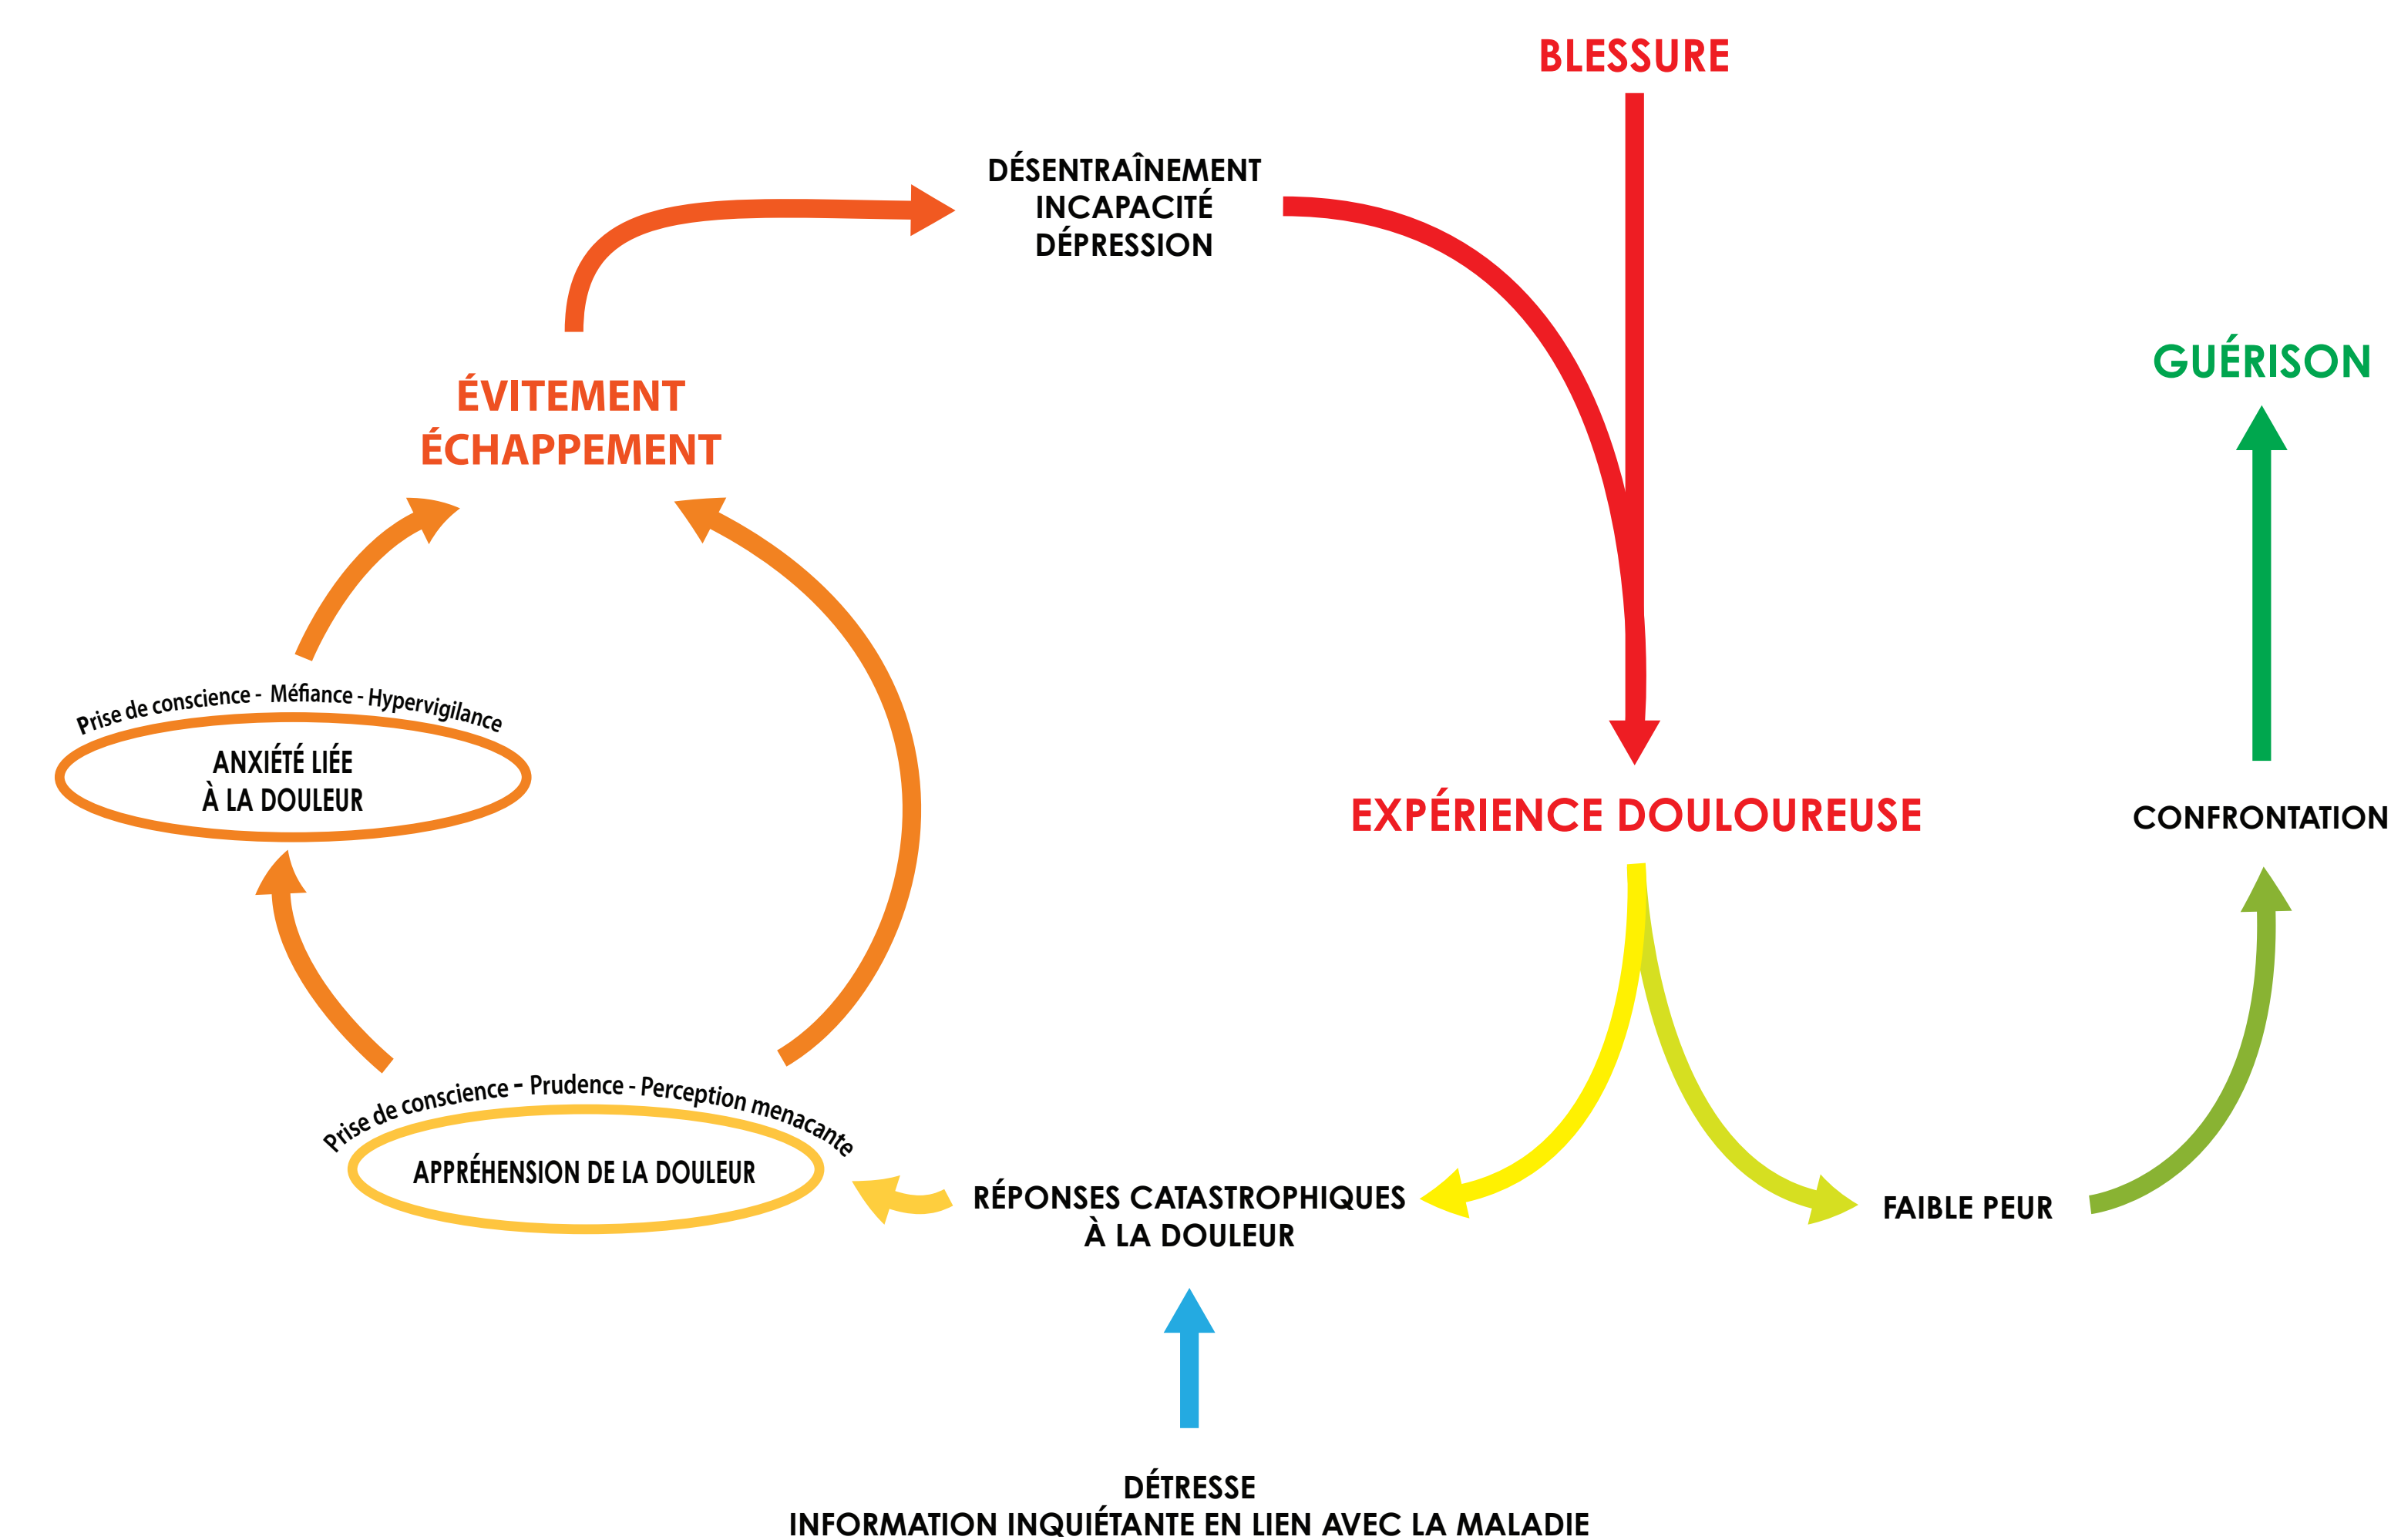 BLESSURE
DÉSENTRAÎNEMENT
INCAPACITÉ
DÉPRESSION
GUÉRISON
ÉVITEMENT
ÉCHAPPEMENT
Prise de conscience - Méfiance - Hypervigilance
ANXIÉTÉ LIÉE
À LA DOULEUR
EXPÉRIENCE DOULOUREUSE
CONFRONTATION
Prise de conscience - Prudence - Perception menacante
APPRÉHENSION DE LA DOULEUR
RÉPONSES CATASTROPHIQUES
À LA DOULEUR
FAIBLE PEUR
DÉTRESSE
INFORMATION INQUIÉTANTE EN LIEN AVEC LA MALADIE